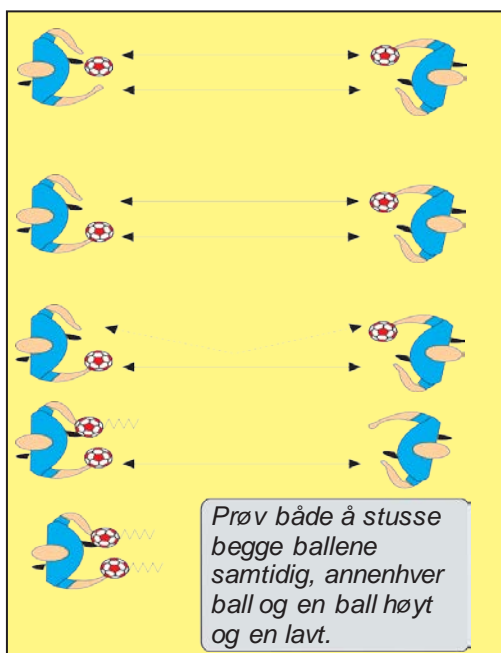 Prøv både å stusse
begge ballene
samtidig, annenhver
ball og en ball høyt
og en lavt.